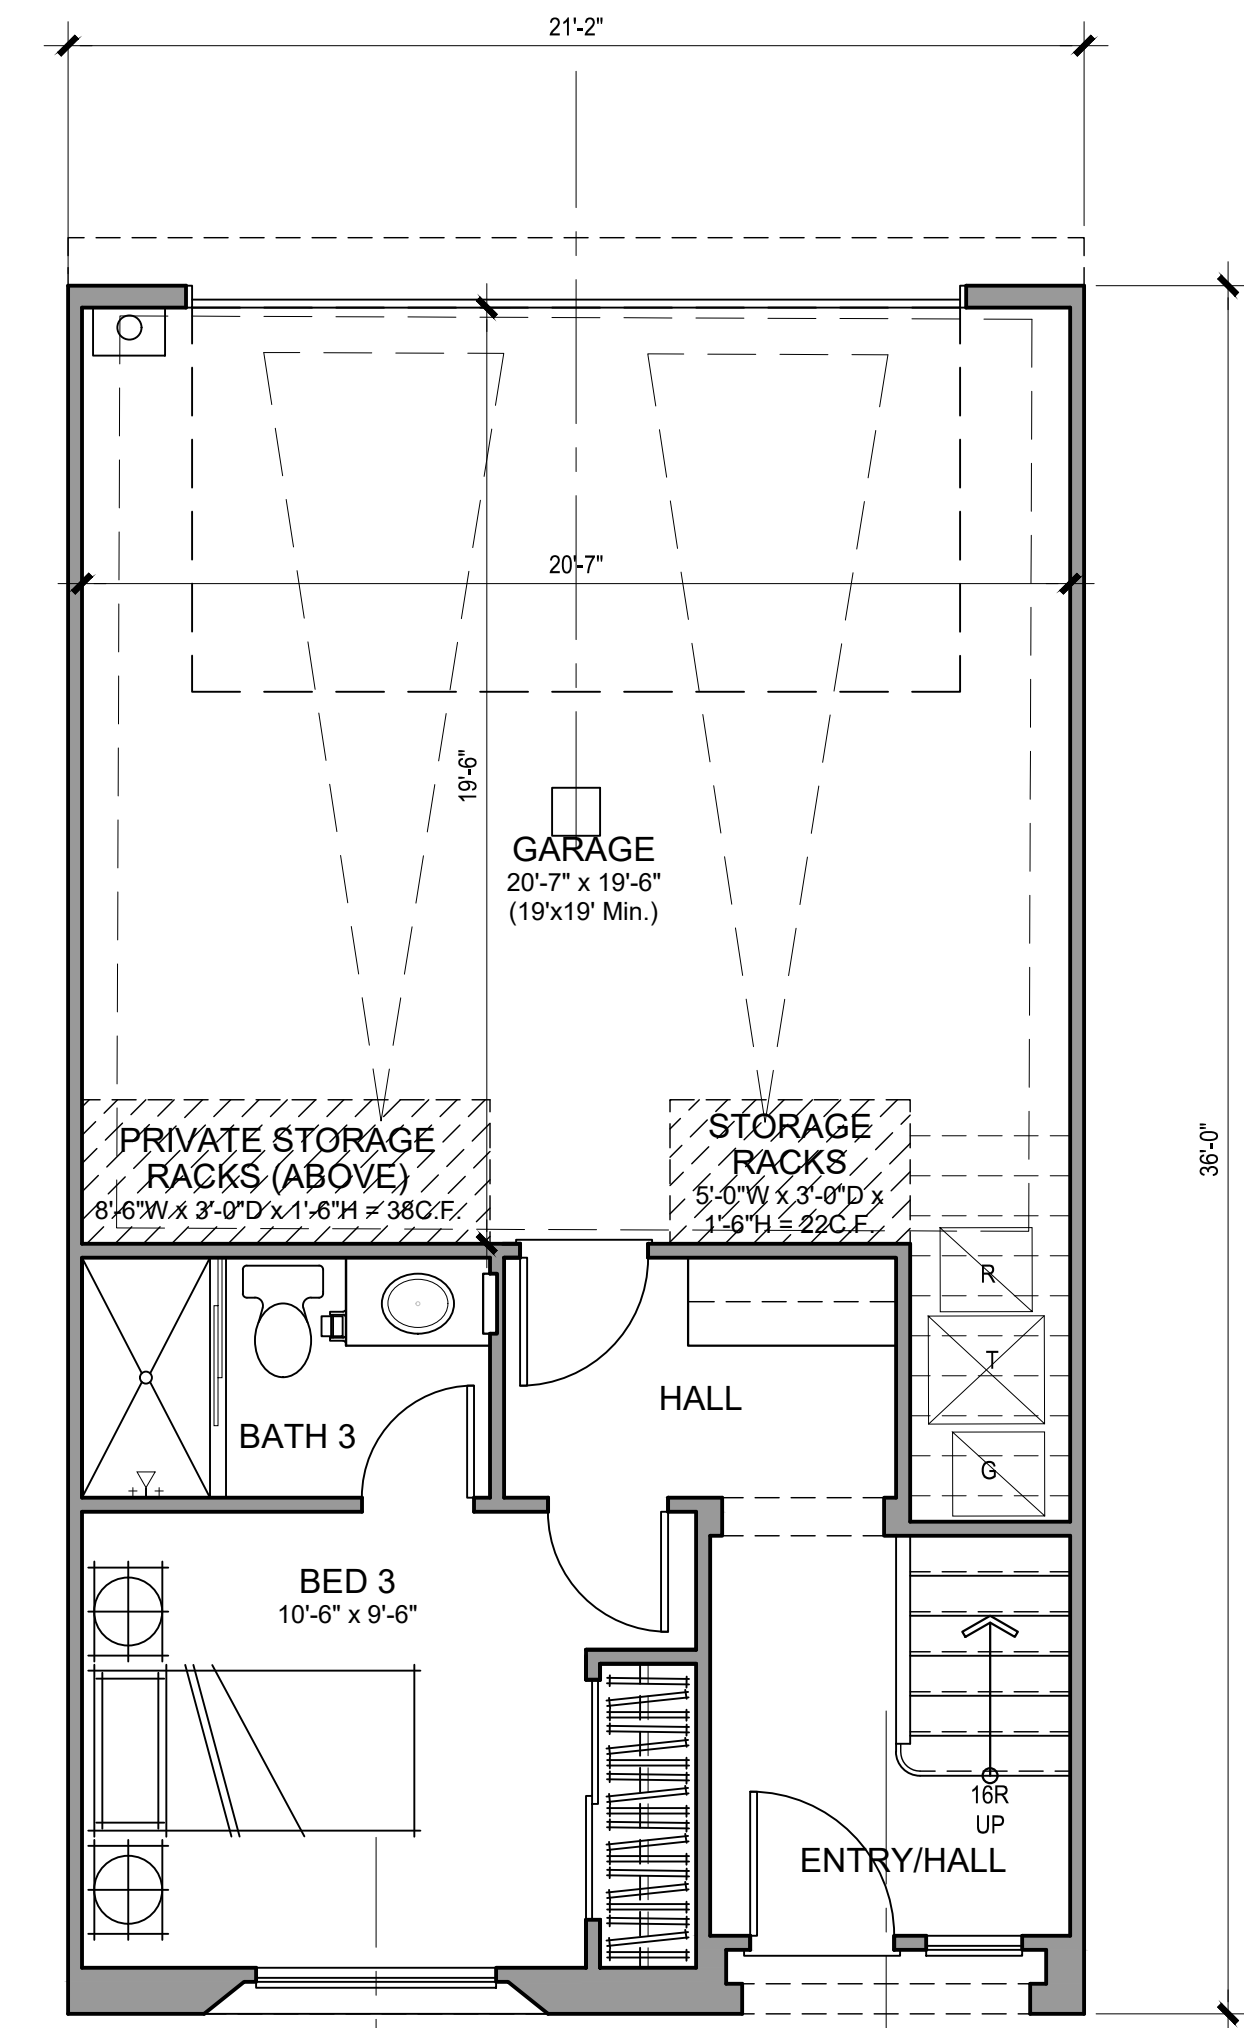 21'-2"
20'-7"
19'-6"
GARAGE
20'-7" x 19'-6"
(19'x19' Min.)
36'-0"
PRIVATE STORAGE
RACKS (ABOVE)
8'-6"W x 3'-0"D x 1'-6"H = 38C.F.
STORAGE
RACKS
5'-0"W x 3'-0"D x
1'-6"H = 22C.F.
R
T
G
HALL
BATH 3
BED 3
10'-6" x 9'-6"
16R
UP
ENTRY/HALL